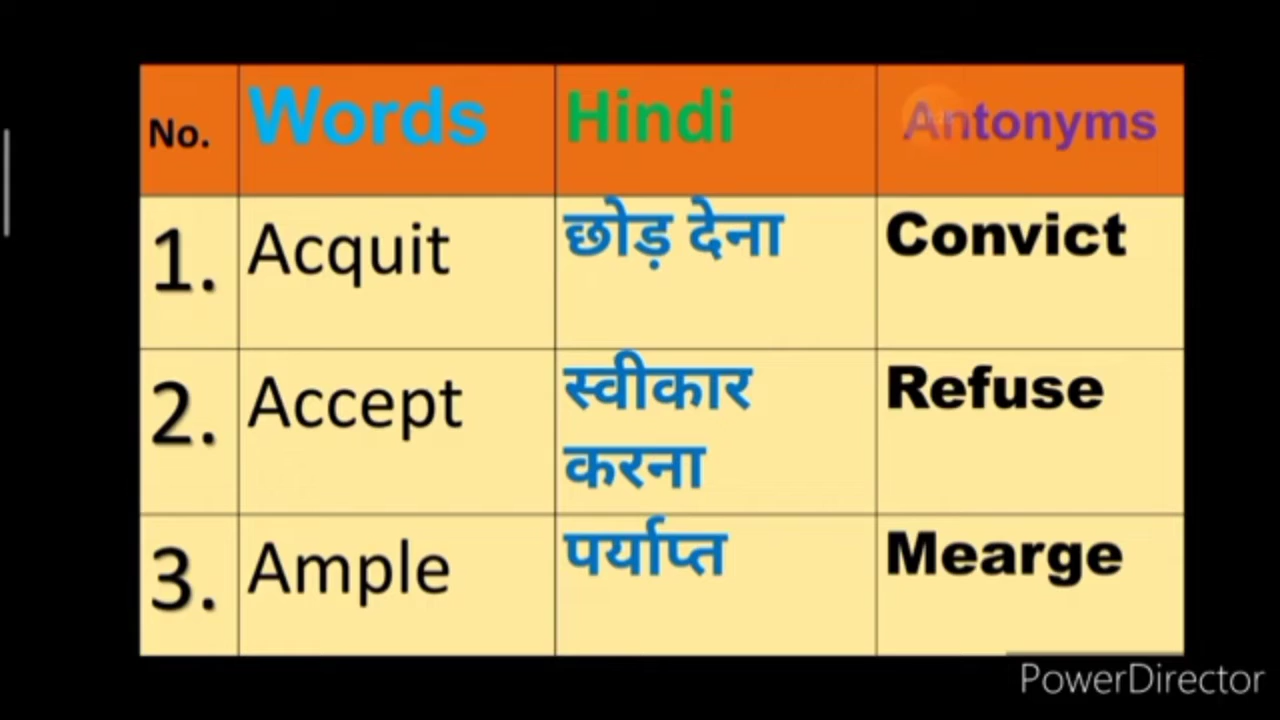 No. Words Hindi Antonyms
1. Acquit छोड़ देना Convict
2. Accept स्वीकार Refuse
करना
3. Ample पर्याप्त Mearge
PowerDirector